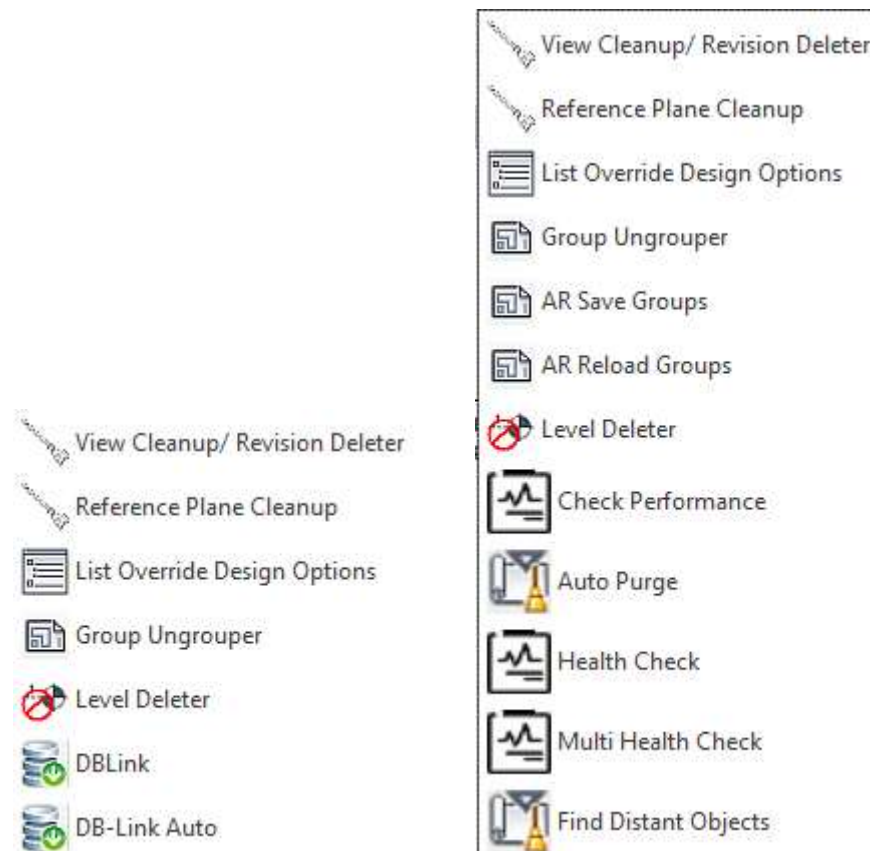 View Cleanup/ Revision Deleter
Reference Plane Cleanup
List Override Design Options
Group Ungrouper
Level Deleter
DBLink
DB-Link Auto
View Cleanup/ Revision Deleter
Reference Plane Cleanup
List Override Design Options
Group Ungrouper
AR Save Groups
AR Reload Groups
Level Deleter
Check Performance
Auto Purge
Health Check
Multi Health Check
Find Distant Objects